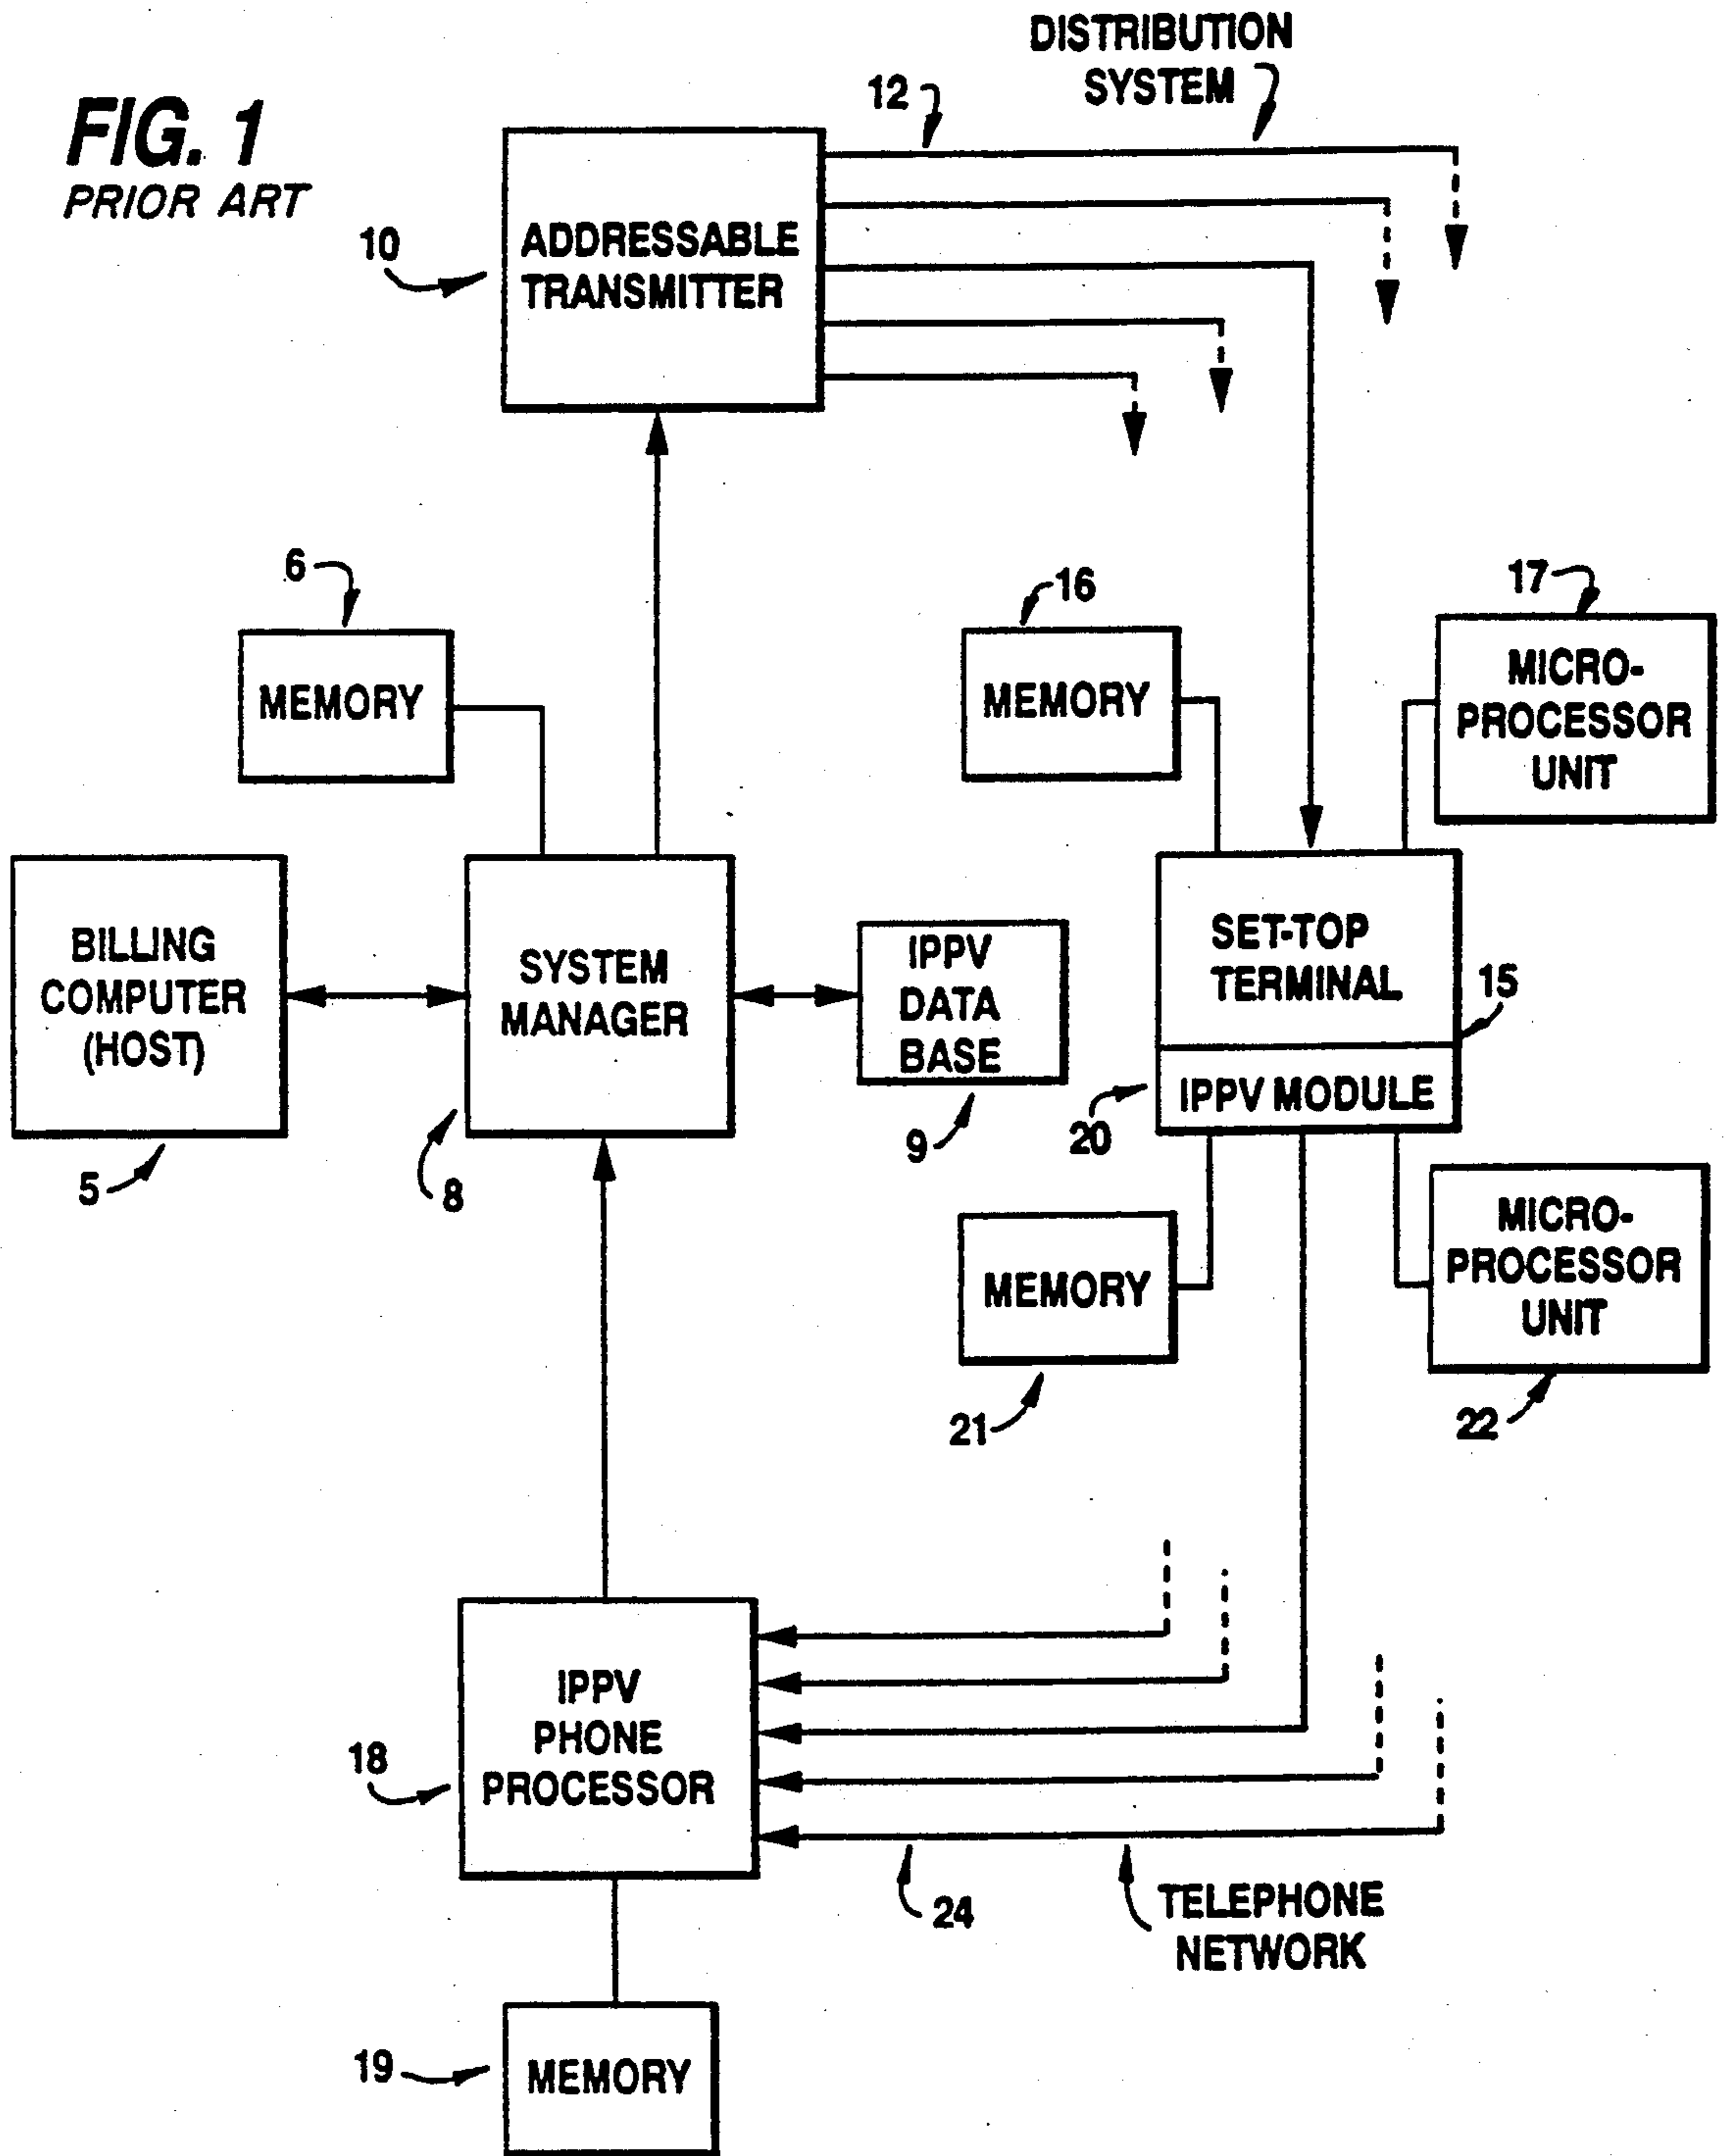 FIG. 1
PRIOR ART
DISTRIBUTION
SYSTEM
12
10
ADDRESSABLE
TRANSMITTER
6
MEMORY
16
MEMORY
17
MICRO-
PROCESSOR
UNIT
BILLING
COMPUTER
(HOST)
5
SYSTEM
MANAGER
8
IPPV
DATA
BASE
9
SET-TOP
TERMINAL
15
IPPV MODULE
20
MEMORY
21
MICRO-
PROCESSOR
UNIT
22
IPPV
PHONE
PROCESSOR
18
24
TELEPHONE
NETWORK
19
MEMORY